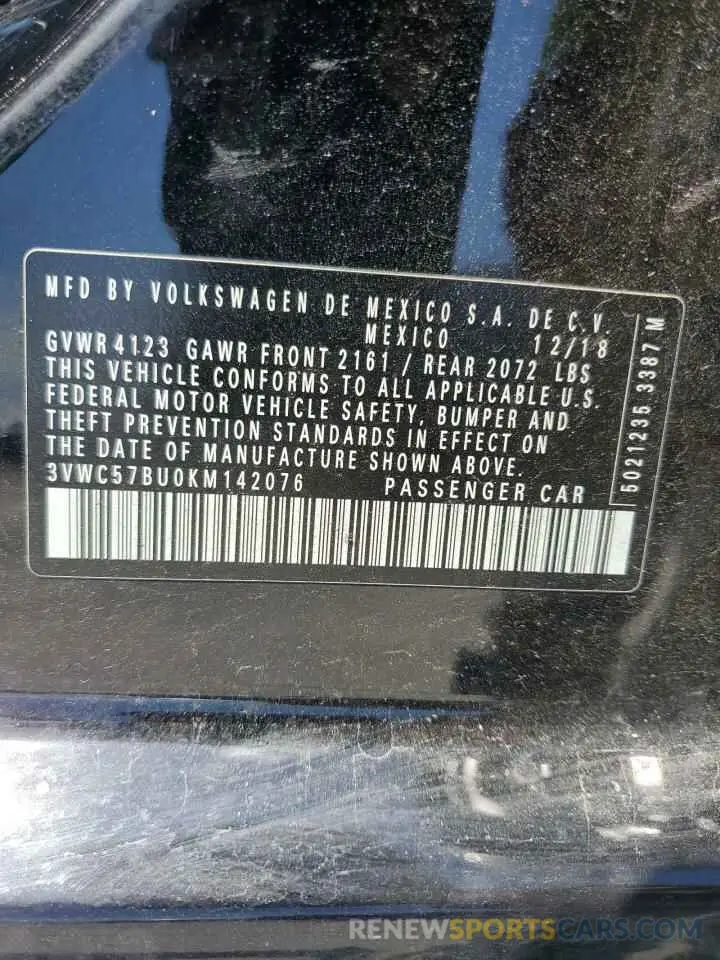 MFD BY VOLKSWAGEN DE MEXICO S.A. DE C.V.
MEXICO 12/18
GVWR 4123 GAWR FRONT 2161 / REAR 2072 LBS
THIS VEHICLE CONFORMS TO ALL APPLICABLE U.S.
FEDERAL MOTOR VEHICLE SAFETY, BUMPER AND
THEFT PREVENTION STANDARDS IN EFFECT ON
THE DATE OF MANUFACTURE SHOWN ABOVE.
3VWC57BU0KM142076 PASSENGER CAR
5021235 3387 M
RENEWSPORTSCARS.COM